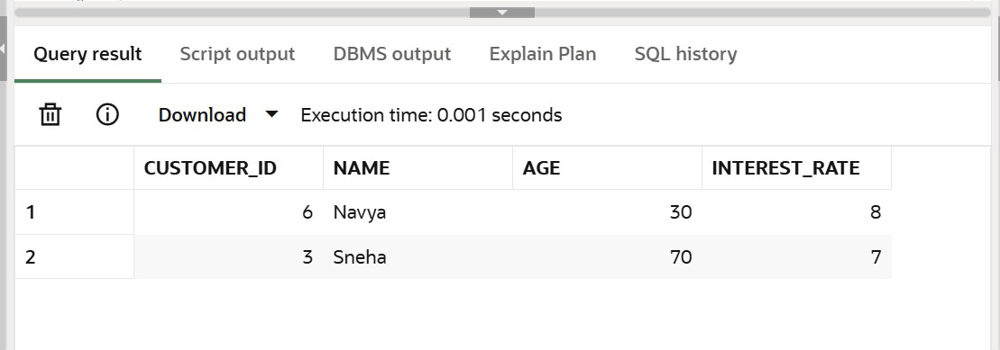 Query result Script output DBMS output Explain Plan SQL history
Download Execution time: 0.001 seconds
CUSTOMER_ID NAME AGE INTEREST_RATE
1 6 Navya 30 8
2 3 Sneha 70 7